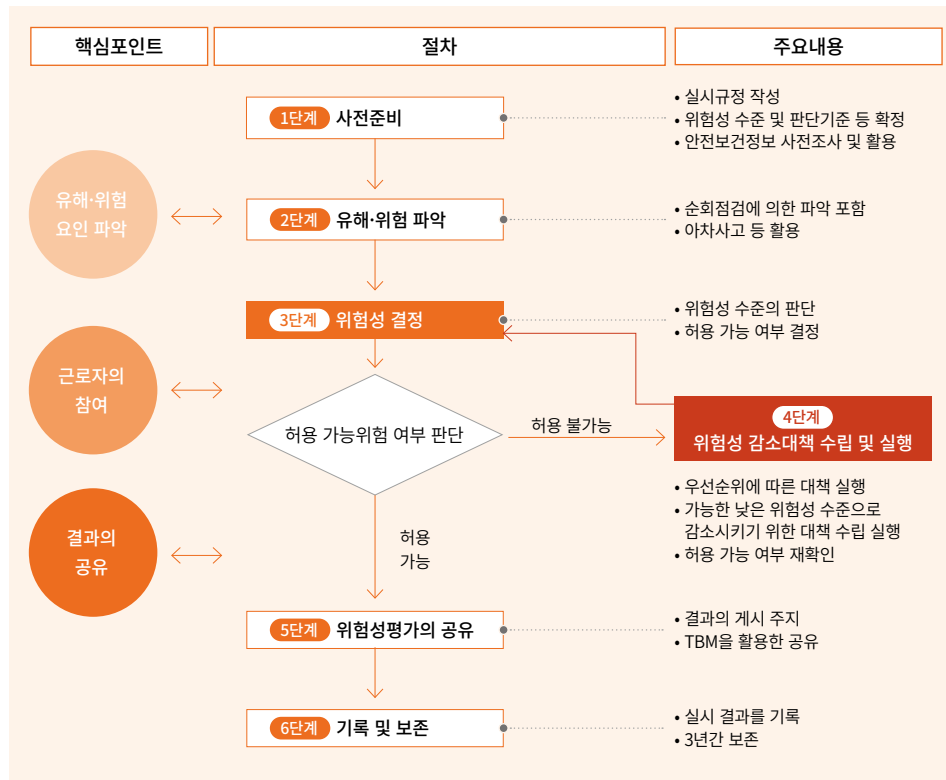 핵심포인트
절차
주요내용
1단계 사전준비
• 실시규정 작성
• 위험성 수준 및 판단기준 등 확정
• 안전보건정보 사전조사 및 활용
유해·위험
요인 파악
2단계 유해·위험 파악
• 순회점검에 의한 파악 포함
• 아차사고 등 활용
3단계 위험성 결정
• 위험성 수준의 판단
• 허용 가능 여부 결정
근로자의
참여
허용 가능위험 여부 판단
허용 불가능
4단계
위험성 감소대책 수립 및 실행
• 우선순위에 따른 대책 실행
• 가능한 낮은 위험성 수준으로
감소시키기 위한 대책 수립 실행
• 허용 가능 여부 재확인
결과의
공유
허용
가능
5단계 위험성평가의 공유
• 결과의 게시 주지
• TBM을 활용한 공유
6단계 기록 및 보존
• 실시 결과를 기록
• 3년간 보존